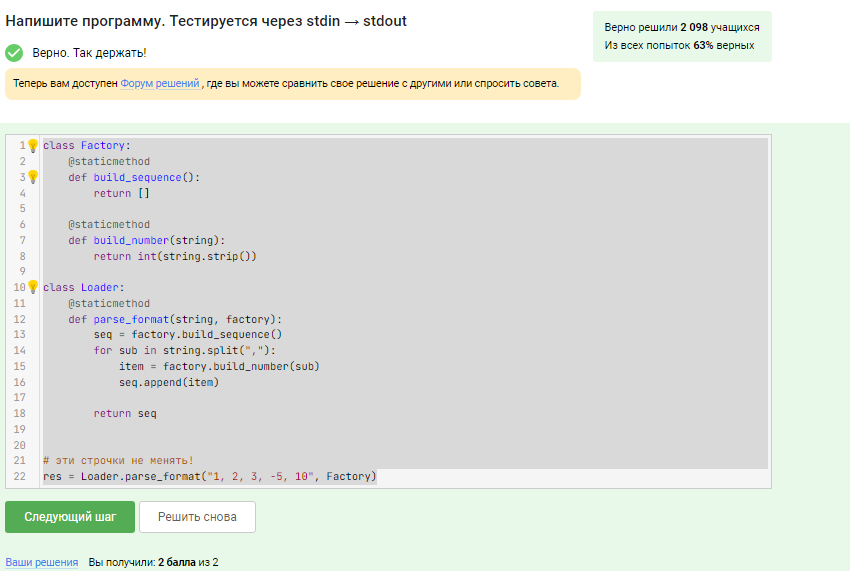 Напишите программу. Тестируется через stdin → stdout
Верно решили 2 098 учащихся
Из всех попыток 63% верных
Верно. Так держать!
Теперь вам доступен Форум решений, где вы можете сравнить свое решение с другими или спросить совета.
1 class Factory:
2     @staticmethod
3     def build_sequence():
4         return []
5
6     @staticmethod
7     def build_number(string):
8         return int(string.strip())
9
10 class Loader:
11     @staticmethod
12     def parse_format(string, factory):
13         seq = factory.build_sequence()
14         for sub in string.split(","):
15             item = factory.build_number(sub)
16             seq.append(item)
17
18         return seq
19
20
21 # эти строчки не менять!
22 res = Loader.parse_format("1, 2, 3, -5, 10", Factory)
Следующий шаг
Решить снова
Ваши решения Вы получили: 2 балла из 2